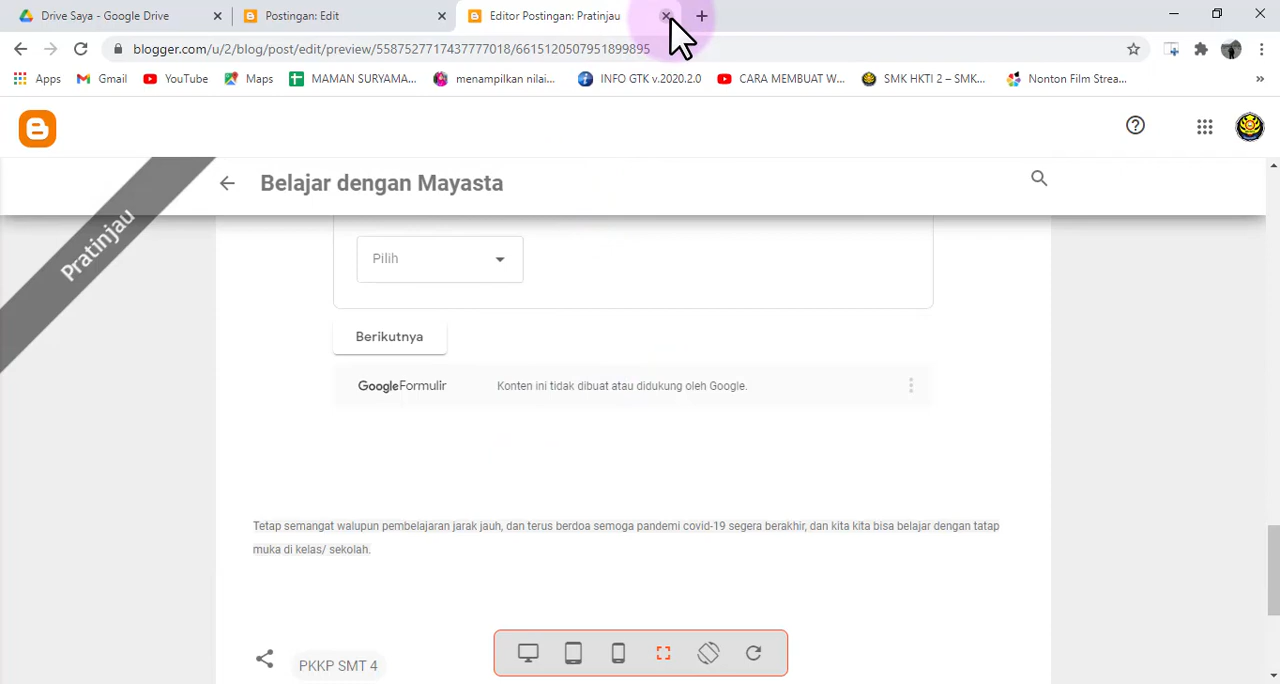 Drive Saya - Google Drive
Postingan: Edit
Editor Postingan: Pratinjau
blogger.com/u/2/blog/post/edit/preview/5587527717437777018/6615120507951899895
Apps
Gmail
YouTube
Maps
MAMAN SURYAMA...
menampilkan nilai...
INFO GTK v.2020.2.0
CARA MEMBUAT W...
SMK HKTI 2 – SMK...
Nonton Film Strea...
Pratinjau
Belajar dengan Mayasta
Pilih
Berikutnya
Google Formulir
Konten ini tidak dibuat atau didukung oleh Google.
Tetap semangat walupun pembelajaran jarak jauh, dan terus berdoa semoga pandemi covid-19 segera berakhir, dan kita kita bisa belajar dengan tatap
muka di kelas/ sekolah.
PKKP SMT 4